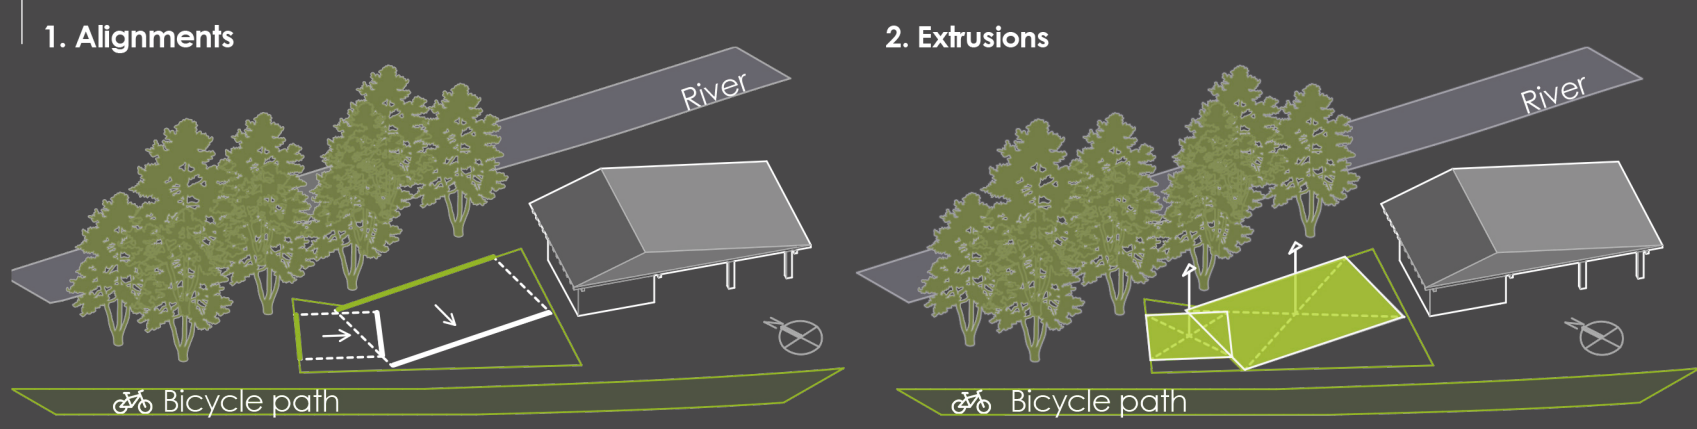 1. Alignments
2. Extrusions
River
River
N
N
Bicycle path
Bicycle path